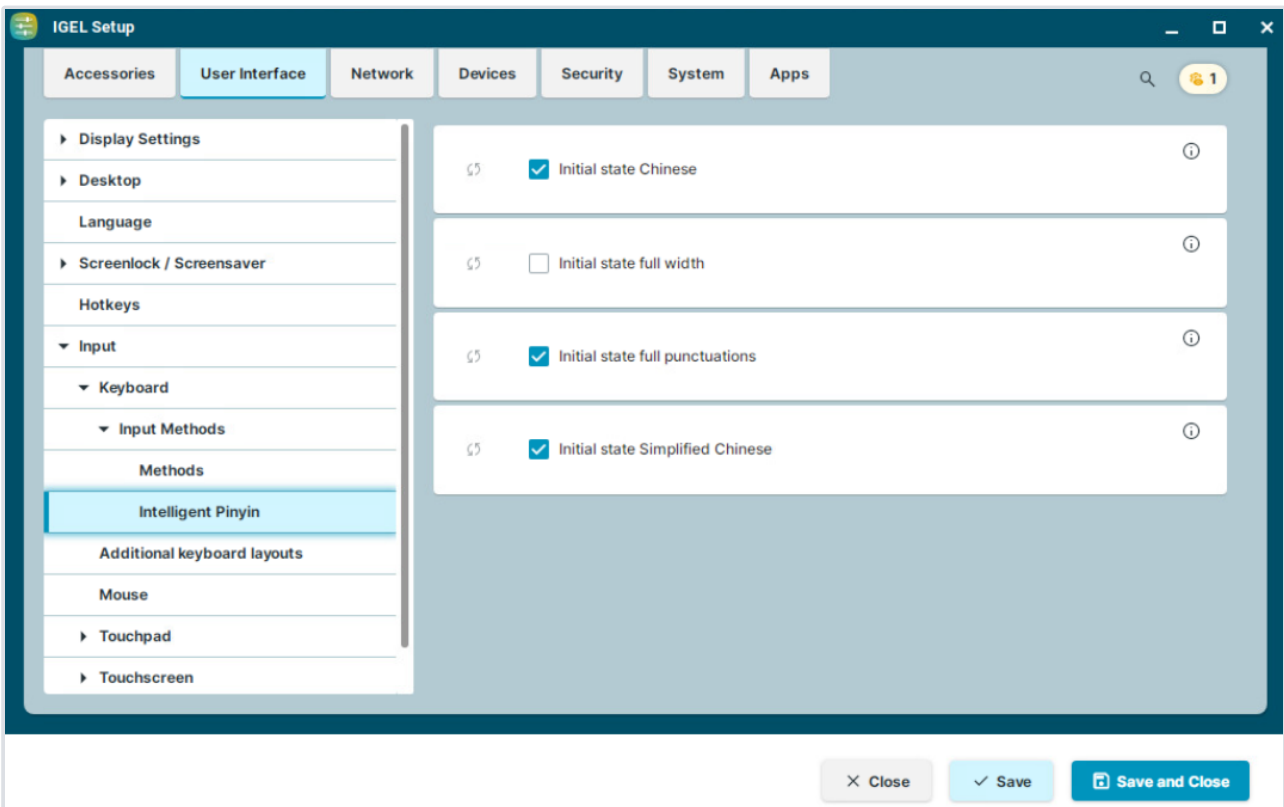 IGEL Setup
Accessories User Interface Network Devices Security System Apps 1
Display Settings
Desktop
Language
Screenlock / Screensaver
Hotkeys
Input
Keyboard
Input Methods
Methods
Intelligent Pinyin
Additional keyboard layouts
Mouse
Touchpad
Touchscreen
Initial state Chinese
Initial state full width
Initial state full punctuations
Initial state Simplified Chinese
Close Save Save and Close